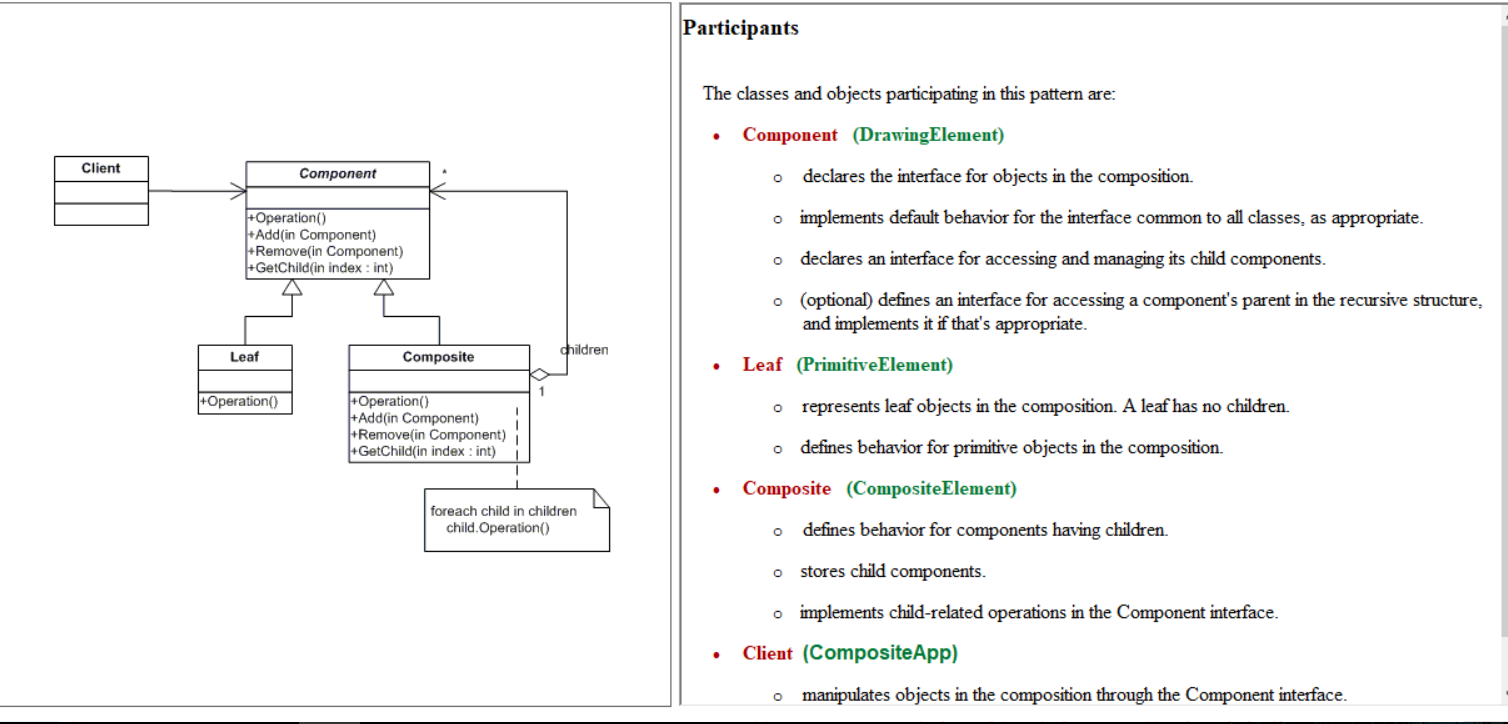 Client
Component
*
+Operation()
+Add(in Component)
+Remove(in Component)
+GetChild(in index : int)
Leaf
+Operation()
Composite
children
1
+Operation()
+Add(in Component)
+Remove(in Component)
+GetChild(in index : int)
foreach child in children
child.Operation()
Participants
The classes and objects participating in this pattern are:
• Component (DrawingElement)
o declares the interface for objects in the composition.
o implements default behavior for the interface common to all classes, as appropriate.
o declares an interface for accessing and managing its child components.
o (optional) defines an interface for accessing a component's parent in the recursive structure,
and implements it if that's appropriate.
• Leaf (PrimitiveElement)
o represents leaf objects in the composition. A leaf has no children.
o defines behavior for primitive objects in the composition.
• Composite (CompositeElement)
o defines behavior for components having children.
o stores child components.
o implements child-related operations in the Component interface.
• Client (CompositeApp)
o manipulates objects in the composition through the Component interface.